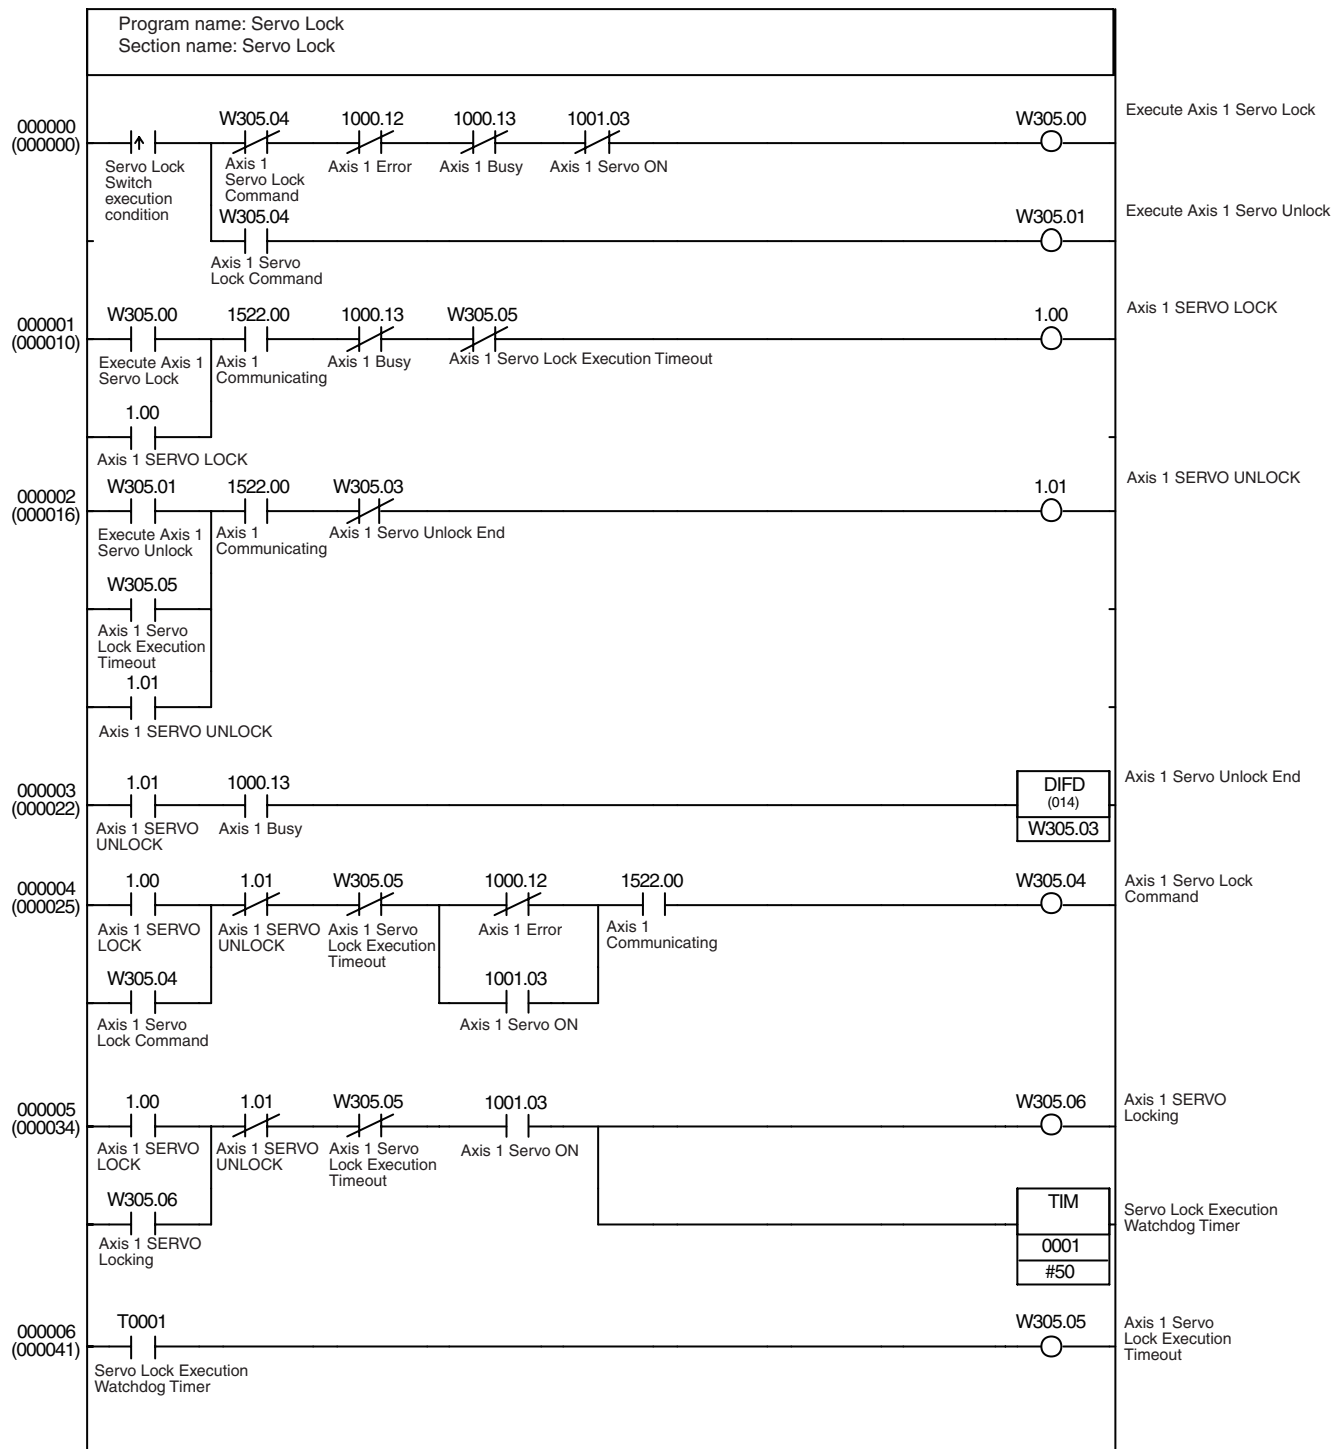 Program name: Servo Lock
Section name: Servo Lock
000000
(000000)
Servo Lock
Switch
execution
condition
W305.04
Axis 1
Servo Lock
Command
1000.12
Axis 1 Error
1000.13
Axis 1 Busy
1001.03
Axis 1 Servo ON
W305.00
Execute Axis 1 Servo Lock
W305.04
Axis 1 Servo
Lock Command
W305.01
Execute Axis 1 Servo Unlock
000001
(000010)
W305.00
Execute Axis 1
Servo Lock
1522.00
Axis 1
Communicating
1000.13
Axis 1 Busy
W305.05
Axis 1 Servo Lock Execution Timeout
1.00
Axis 1 SERVO LOCK
1.00
Axis 1 SERVO LOCK
000002
(000016)
W305.01
Execute Axis 1
Servo Unlock
1522.00
Axis 1
Communicating
W305.03
Axis 1 Servo Unlock End
1.01
Axis 1 SERVO UNLOCK
W305.05
Axis 1 Servo
Lock Execution
Timeout
1.01
Axis 1 SERVO UNLOCK
000003
(000022)
1.01
Axis 1 SERVO
UNLOCK
1000.13
Axis 1 Busy
DIFD
(014)
W305.03
Axis 1 Servo Unlock End
000004
(000025)
1.00
Axis 1 SERVO
LOCK
1.01
Axis 1 SERVO
UNLOCK
W305.05
Axis 1 Servo
Lock Execution
Timeout
1000.12
Axis 1 Error
1522.00
Axis 1
Communicating
W305.04
Axis 1 Servo Lock
Command
W305.04
Axis 1 Servo
Lock Command
1001.03
Axis 1 Servo ON
000005
(000034)
1.00
Axis 1 SERVO
LOCK
1.01
Axis 1 SERVO
UNLOCK
W305.05
Axis 1 Servo
Lock Execution
Timeout
1001.03
Axis 1 Servo ON
W305.06
Axis 1 SERVO
Locking
W305.06
Axis 1 SERVO
Locking
TIM
0001
#50
Servo Lock Execution
Watchdog Timer
000006
(000041)
T0001
Servo Lock Execution
Watchdog Timer
W305.05
Axis 1 Servo
Lock Execution
Timeout